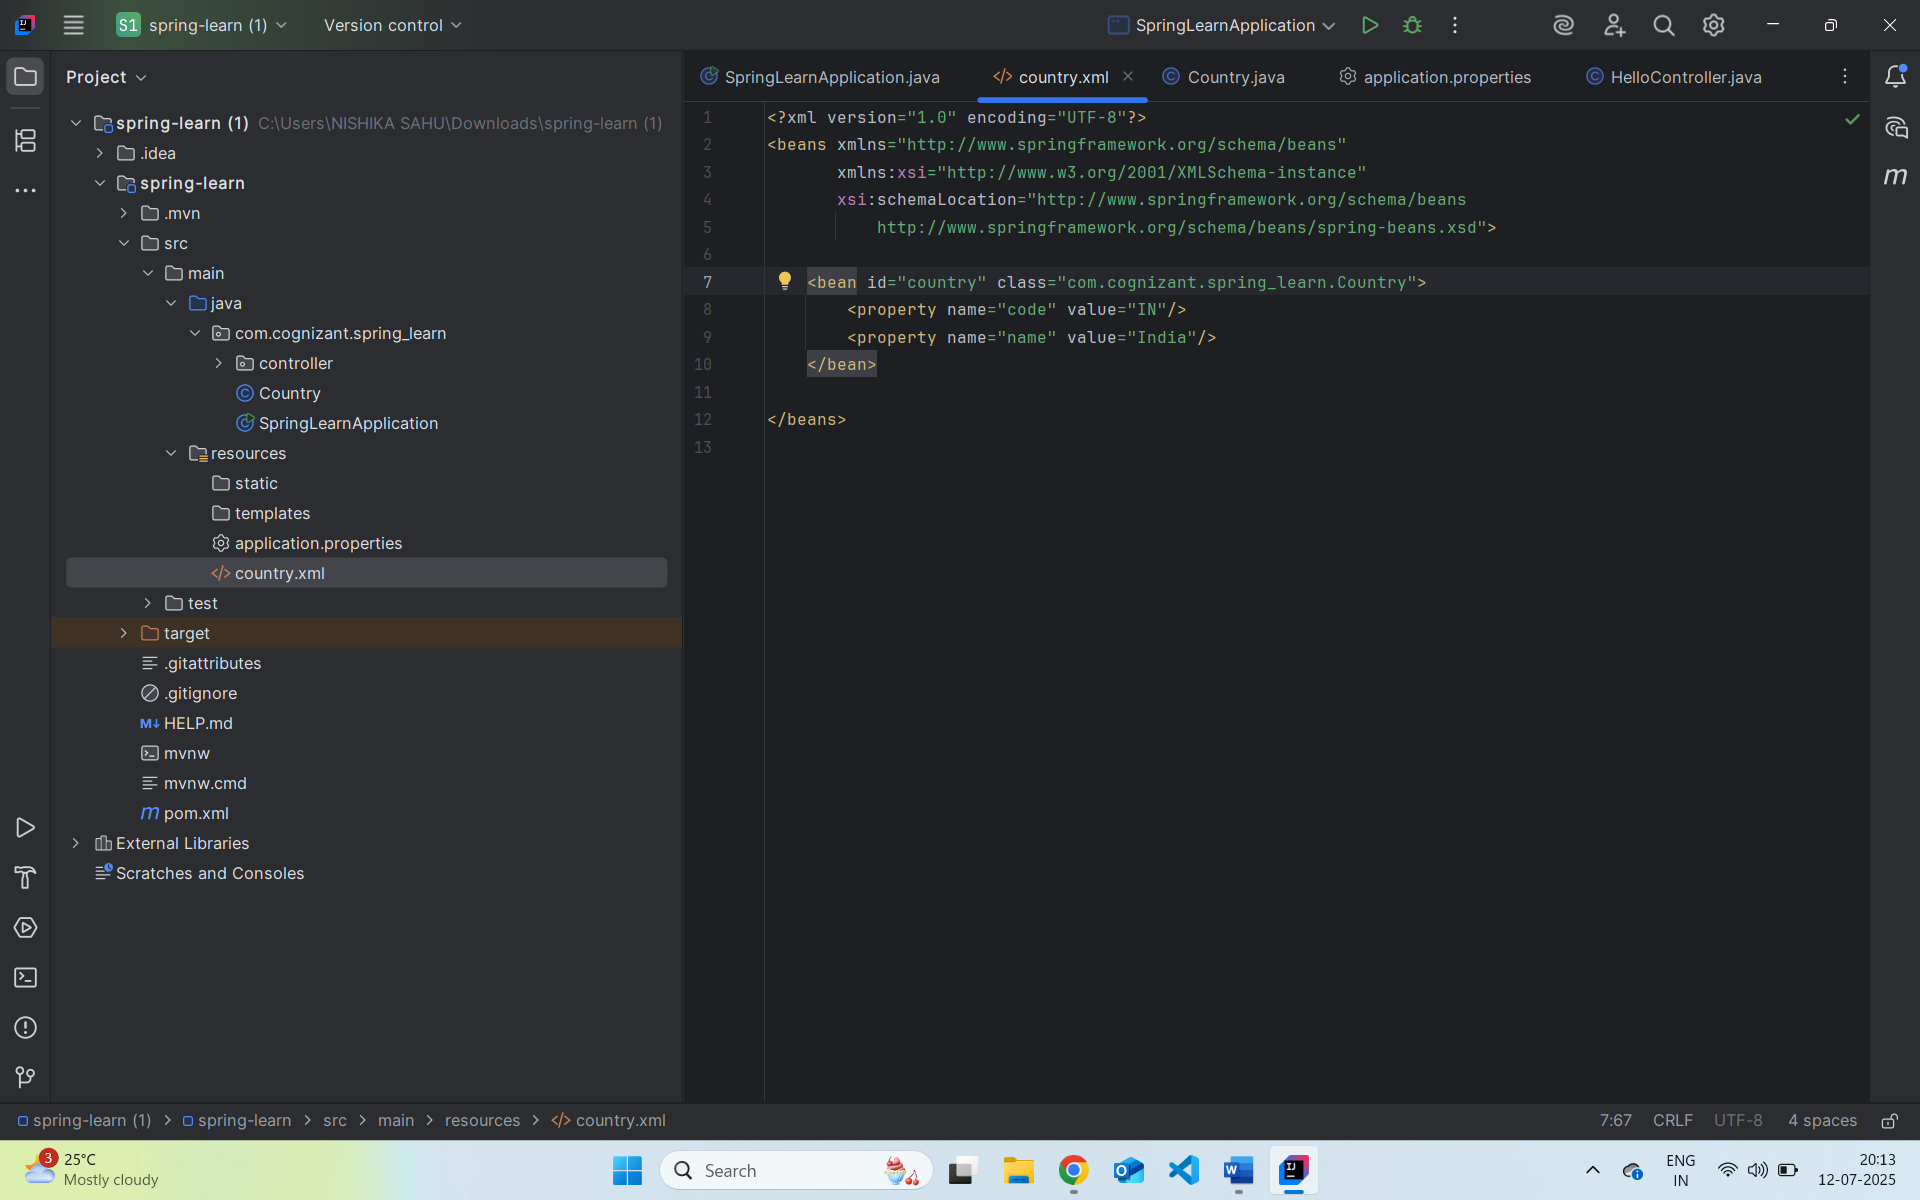 S1 spring-learn (1) Version control SpringLearnApplication
Project
SpringLearnApplication.java country.xml Country.java application.properties HelloController.java
spring-learn (1) C:\Users\NISHIKA SAHU\Downloads\spring-learn (1)
.idea
spring-learn
.mvn
src
main
java
com.cognizant.spring_learn
controller
Country
SpringLearnApplication
resources
static
templates
application.properties
country.xml
test
target
.gitattributes
.gitignore
HELP.md
mvnw
mvnw.cmd
pom.xml
External Libraries
Scratches and Consoles
1 <?xml version="1.0" encoding="UTF-8"?>
2 <beans xmlns="http://www.springframework.org/schema/beans"
3 xmlns:xsi="http://www.w3.org/2001/XMLSchema-instance"
4 xsi:schemaLocation="http://www.springframework.org/schema/beans
5 http://www.springframework.org/schema/beans/spring-beans.xsd">
6
7 <bean id="country" class="com.cognizant.spring_learn.Country">
8 <property name="code" value="IN"/>
9 <property name="name" value="India"/>
10 </bean>
11
12 </beans>
13
spring-learn (1) spring-learn src main resources country.xml 7:67 CRLF UTF-8 4 spaces
3 25°C
Mostly cloudy
Search
ENG
IN
20:13
12-07-2025